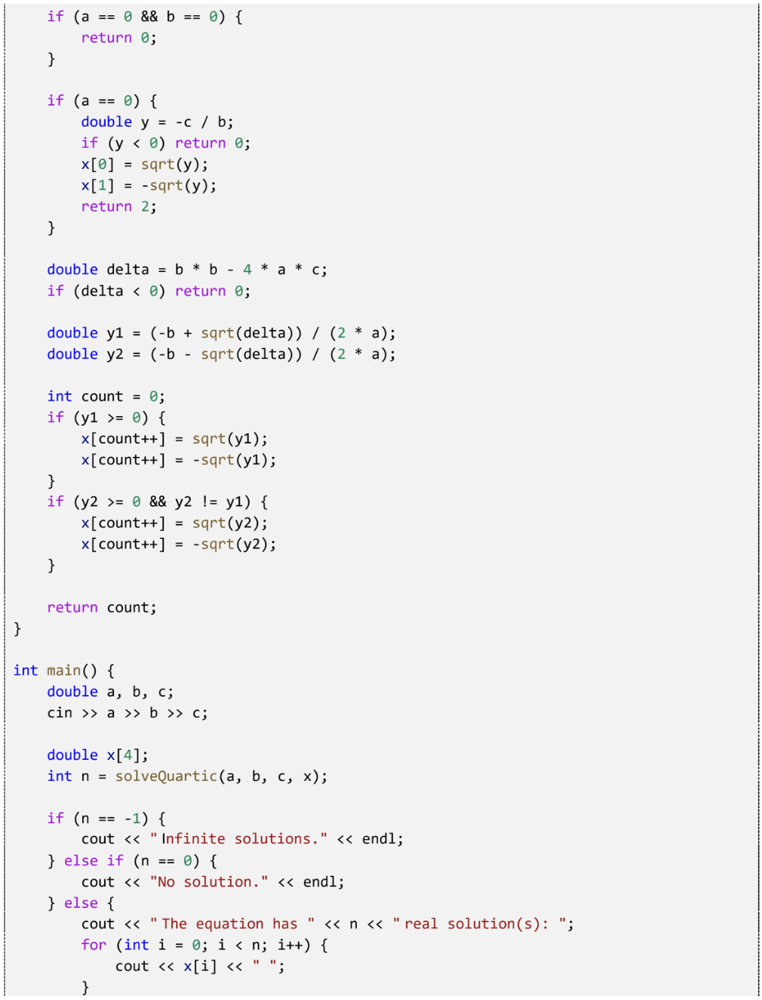 if (a == 0 && b == 0) {
return 0;
}
if (a == 0) {
double y = -c / b;
if (y < 0) return 0;
x[0] = sqrt(y);
x[1] = -sqrt(y);
return 2;
}
double delta = b * b - 4 * a * c;
if (delta < 0) return 0;
double y1 = (-b + sqrt(delta)) / (2 * a);
double y2 = (-b - sqrt(delta)) / (2 * a);
int count = 0;
if (y1 >= 0) {
x[count++] = sqrt(y1);
x[count++] = -sqrt(y1);
}
if (y2 >= 0 && y2 != y1) {
x[count++] = sqrt(y2);
x[count++] = -sqrt(y2);
}
return count;
}
int main() {
double a, b, c;
cin >> a >> b >> c;
double x[4];
int n = solveQuartic(a, b, c, x);
if (n == -1) {
cout << "Infinite solutions." << endl;
} else if (n == 0) {
cout << "No solution." << endl;
} else {
cout << "The equation has " << n << "real solution(s): ";
for (int i = 0; i < n; i++) {
cout << x[i] << " ";
}